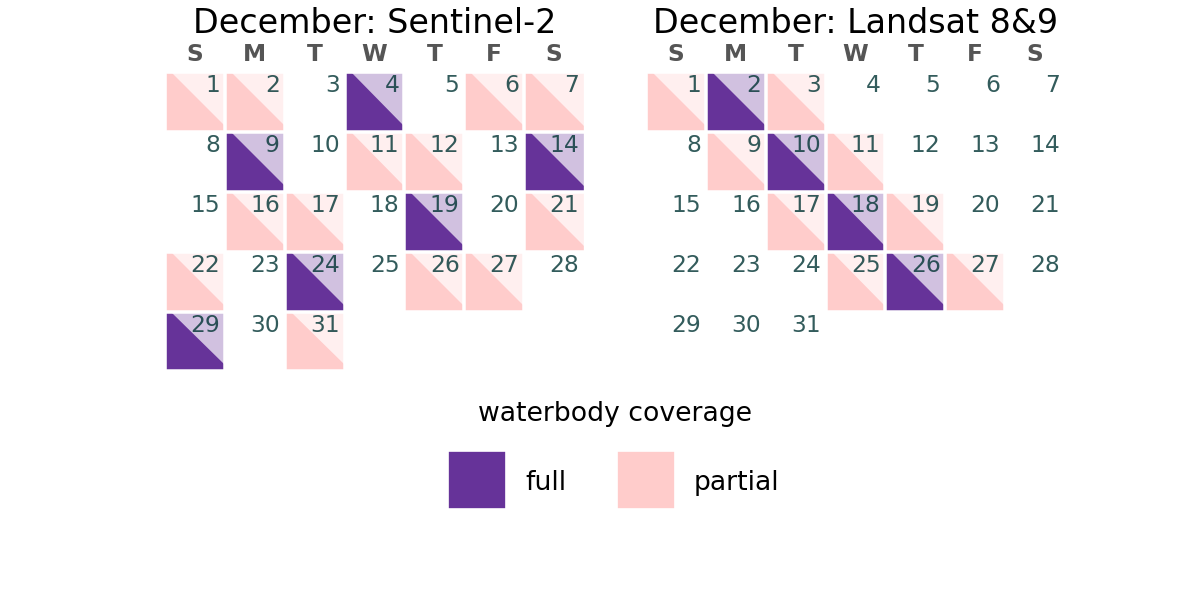 December: Sentinel-2
S M T W T F S
1 2 3 4 5 6 7
8 9 10 11 12 13 14
15 16 17 18 19 20 21
22 23 24 25 26 27 28
29 30 31
December: Landsat 8&9
S M T W T F S
1 2 3 4 5 6 7
8 9 10 11 12 13 14
15 16 17 18 19 20 21
22 23 24 25 26 27 28
29 30 31
waterbody coverage
full partial